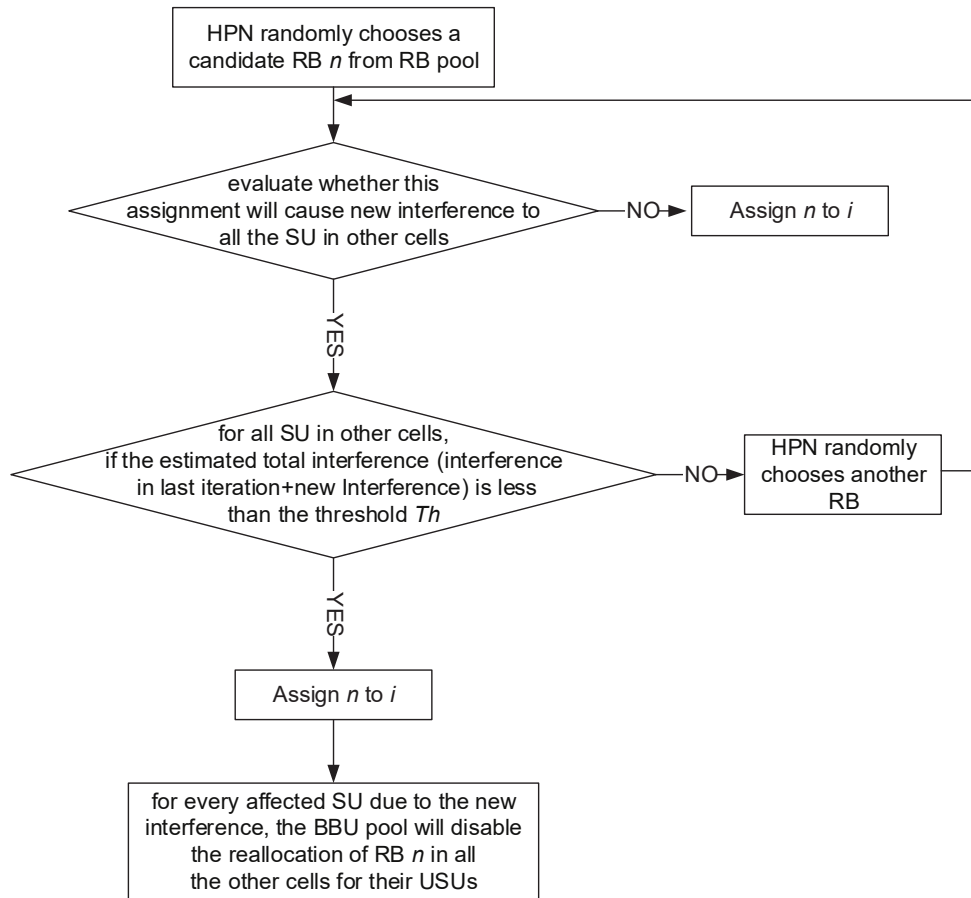 HPN randomly chooses a
candidate RB n from RB pool
evaluate whether this
assignment will cause new interference to
all the SU in other cells
NO
Assign n to i
YES
for all SU in other cells,
if the estimated total interference (interference
in last iteration+new Interference) is less
than the threshold Th
NO
HPN randomly
chooses another
RB
YES
Assign n to i
for every affected SU due to the new
interference, the BBU pool will disable
the reallocation of RB n in all
the other cells for their USUs